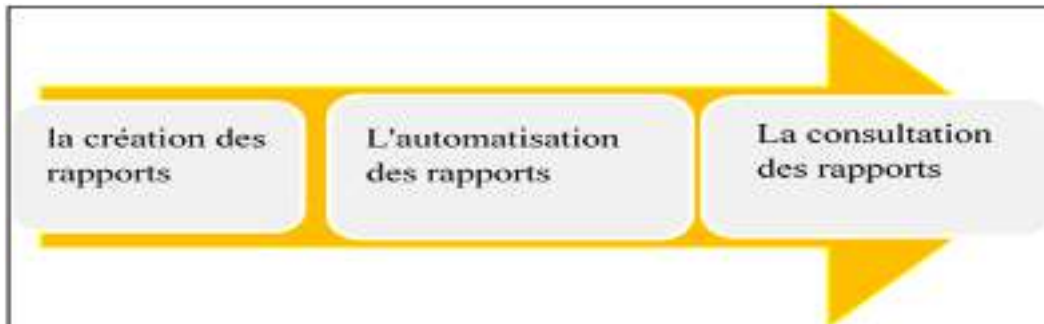 la création des
rapports
L'automatisation
des rapports
La consultation
des rapports